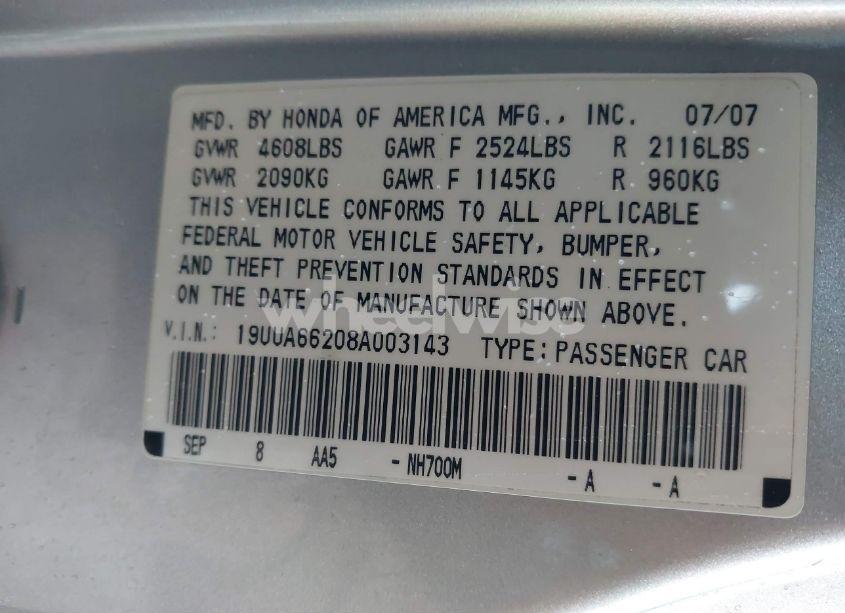 MFD. BY HONDA OF AMERICA MFG., INC. 07/07
GVWR 4608LBS GAWR F 2524LBS R 2116LBS
GVWR 2090KG GAWR F 1145KG R 960KG
THIS VEHICLE CONFORMS TO ALL APPLICABLE
FEDERAL MOTOR VEHICLE SAFETY, BUMPER,
AND THEFT PREVENTION STANDARDS IN EFFECT
ON THE DATE OF MANUFACTURE SHOWN ABOVE.
wheelwise
V.I.N.: 19UUA66208A003143 TYPE: PASSENGER CAR
SEP 8 AA5 - NH700M - A - A